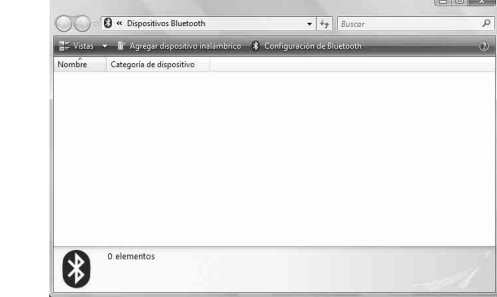 « Dispositivos Bluetooth Buscar
Vistas Agregar dispositivo inalámbrico Configuración de Bluetooth
Nombre Categoría de dispositivo
0 elementos